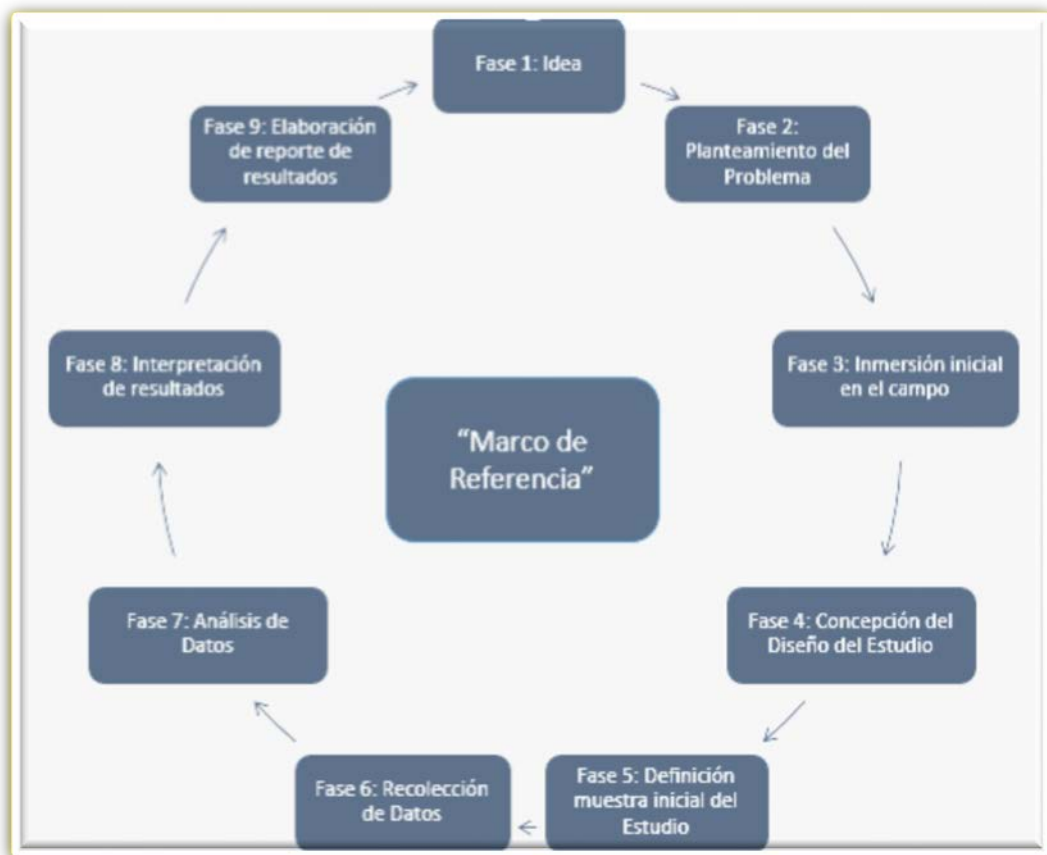 Fase 1: Idea
Fase 2:
Planteamiento del
Problema
Fase 3: Inmersión inicial
en el campo
Fase 4: Concepción del
Diseño del Estudio
Fase 5: Definición
muestra inicial del
Estudio
Fase 6: Recolección
de Datos
Fase 7: Análisis de
Datos
Fase 8: Interpretación
de resultados
Fase 9: Elaboración
de reporte de
resultados
“Marco de
Referencia”